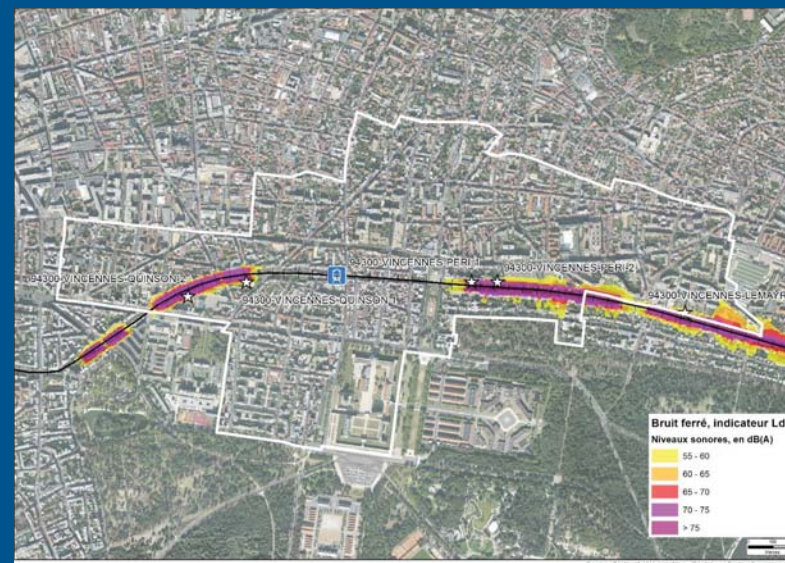 94300-VINCENNES-PERI-1
94300-VINCENNES-QUINSON-2
94300-VINCENNES-PERI-2
94300-VINCENNES-QUINSON-1
94300-VINCENNES-LEMAYR
Bruit ferré, indicateur Ld
Niveaux sonores, en dB(A)
55 - 60
60 - 65
65 - 70
70 - 75
> 75